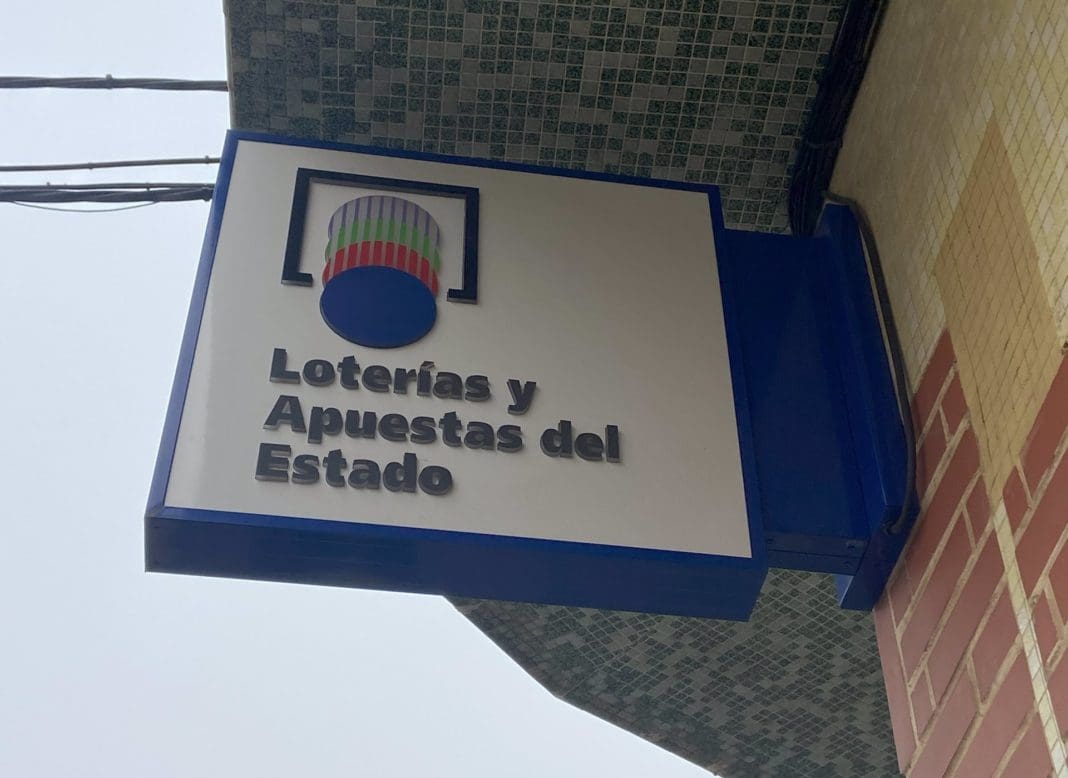 Loterías y
Apuestas del
Estado